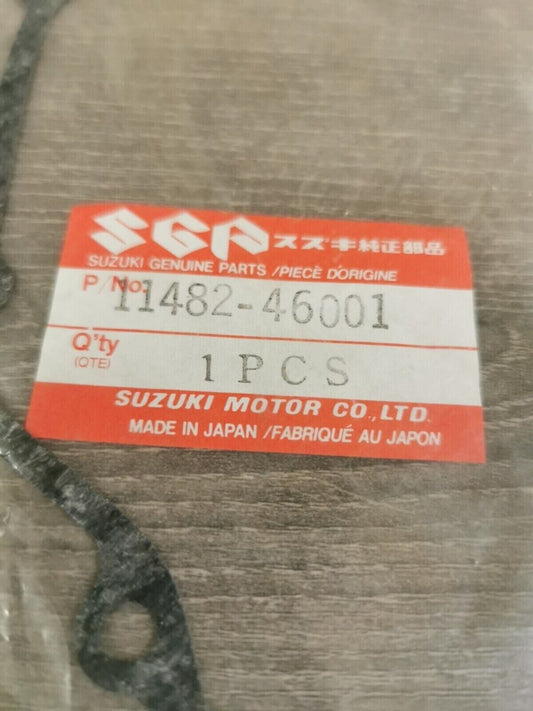 SGP スズキ純正部品
SUZUKI GENUINE PARTS /PIECE D'ORIGINE
P/No. 11482-46001
Q'ty 1PCS
(QTE)
SUZUKI MOTOR CO.,LTD.
MADE IN JAPAN /FABRIQUÉ AU JAPON